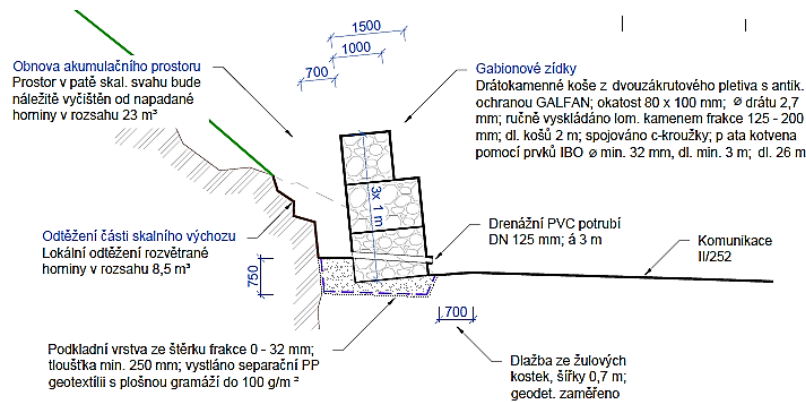 1500
1000
700
Obnova akumulačního prostoru
Prostor v patě skal. svahu bude
náležitě vyčištěn od napadané
horniny v rozsahu 23 m³
Gabionové zídky
Drátokamenné koše z dvouzákrutového pletiva s antik.
ochranou GALFAN; okatost 80 x 100 mm; ø drátu 2,7
mm; ručně vyskládáno lom. kamenem frakce 125 - 200
mm; dl. košů 2 m; spojováno c-kroužky; p ata kotvena
pomocí prvků IBO ø min. 32 mm, dl. min. 3 m; dl. 26 m
3x 1 m
Odtěžení části skalního výchozu
Lokální odtěžení rozvětrané
horniny v rozsahu 8,5 m³
Drenážní PVC potrubí
DN 125 mm; á 3 m
Komunikace
II/252
750
700
Podkladní vrstva ze štěrku frakce 0 - 32 mm;
tloušťka min. 250 mm; vystláno separační PP
geotextílií s plošnou gramáží do 100 g/m ²
Dlažba ze žulových
kostek, šířky 0,7 m;
geodet. zaměřeno